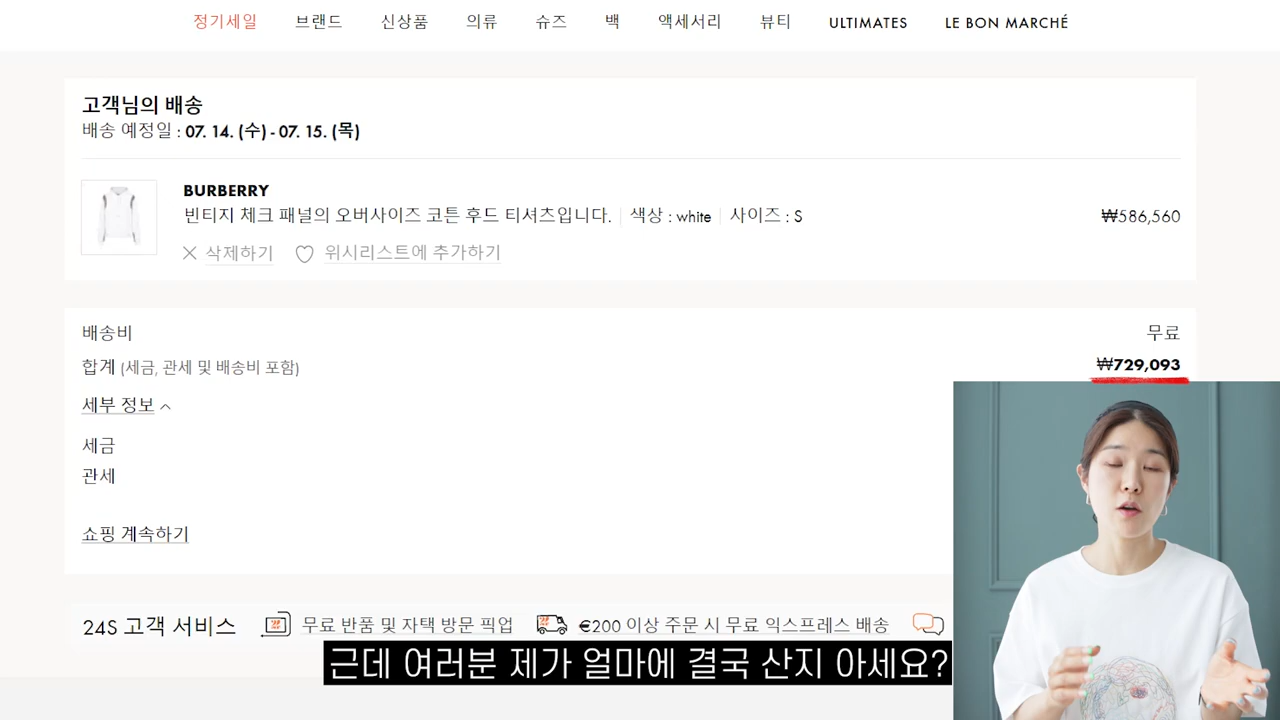 정기세일 브랜드 신상품 의류 슈즈 백 액세서리 뷰티 ULTIMATES LE BON MARCHÉ
고객님의 배송
배송 예정일 : 07. 14. (수) - 07. 15. (목)
BURBERRY
빈티지 체크 패널의 오버사이즈 코튼 후드 티셔츠입니다. 색상 : white 사이즈 : S ₩586,560
삭제하기 위시리스트에 추가하기
배송비 무료
합계 (세금, 관세 및 배송비 포함) ₩729,093
세부 정보
세금
관세
쇼핑 계속하기
24S 고객 서비스 무료 반품 및 자택 방문 픽업 €200 이상 주문 시 무료 익스프레스 배송
근데 여러분 제가 얼마에 결국 산지 아세요?